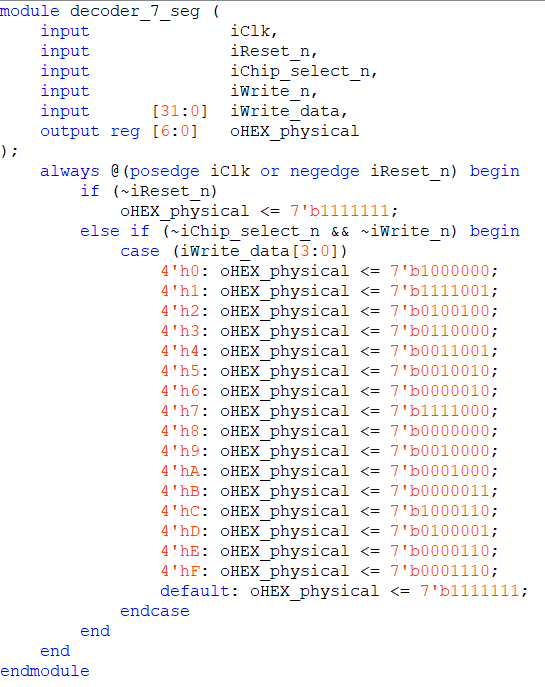 module decoder_7_seg (
    input              iClk,
    input              iReset_n,
    input              iChip_select_n,
    input              iWrite_n,
    input      [31:0]  iWrite_data,
    output reg [6:0]   oHEX_physical
);
    always @(posedge iClk or negedge iReset_n) begin
        if (~iReset_n)
            oHEX_physical <= 7'b1111111;
        else if (~iChip_select_n && ~iWrite_n) begin
            case (iWrite_data[3:0])
                4'h0: oHEX_physical <= 7'b1000000;
                4'h1: oHEX_physical <= 7'b1111001;
                4'h2: oHEX_physical <= 7'b0100100;
                4'h3: oHEX_physical <= 7'b0110000;
                4'h4: oHEX_physical <= 7'b0011001;
                4'h5: oHEX_physical <= 7'b0010010;
                4'h6: oHEX_physical <= 7'b0000010;
                4'h7: oHEX_physical <= 7'b1111000;
                4'h8: oHEX_physical <= 7'b0000000;
                4'h9: oHEX_physical <= 7'b0010000;
                4'hA: oHEX_physical <= 7'b0001000;
                4'hB: oHEX_physical <= 7'b0000011;
                4'hC: oHEX_physical <= 7'b1000110;
                4'hD: oHEX_physical <= 7'b0100001;
                4'hE: oHEX_physical <= 7'b0000110;
                4'hF: oHEX_physical <= 7'b0001110;
                default: oHEX_physical <= 7'b1111111;
            endcase
        end
    end
endmodule